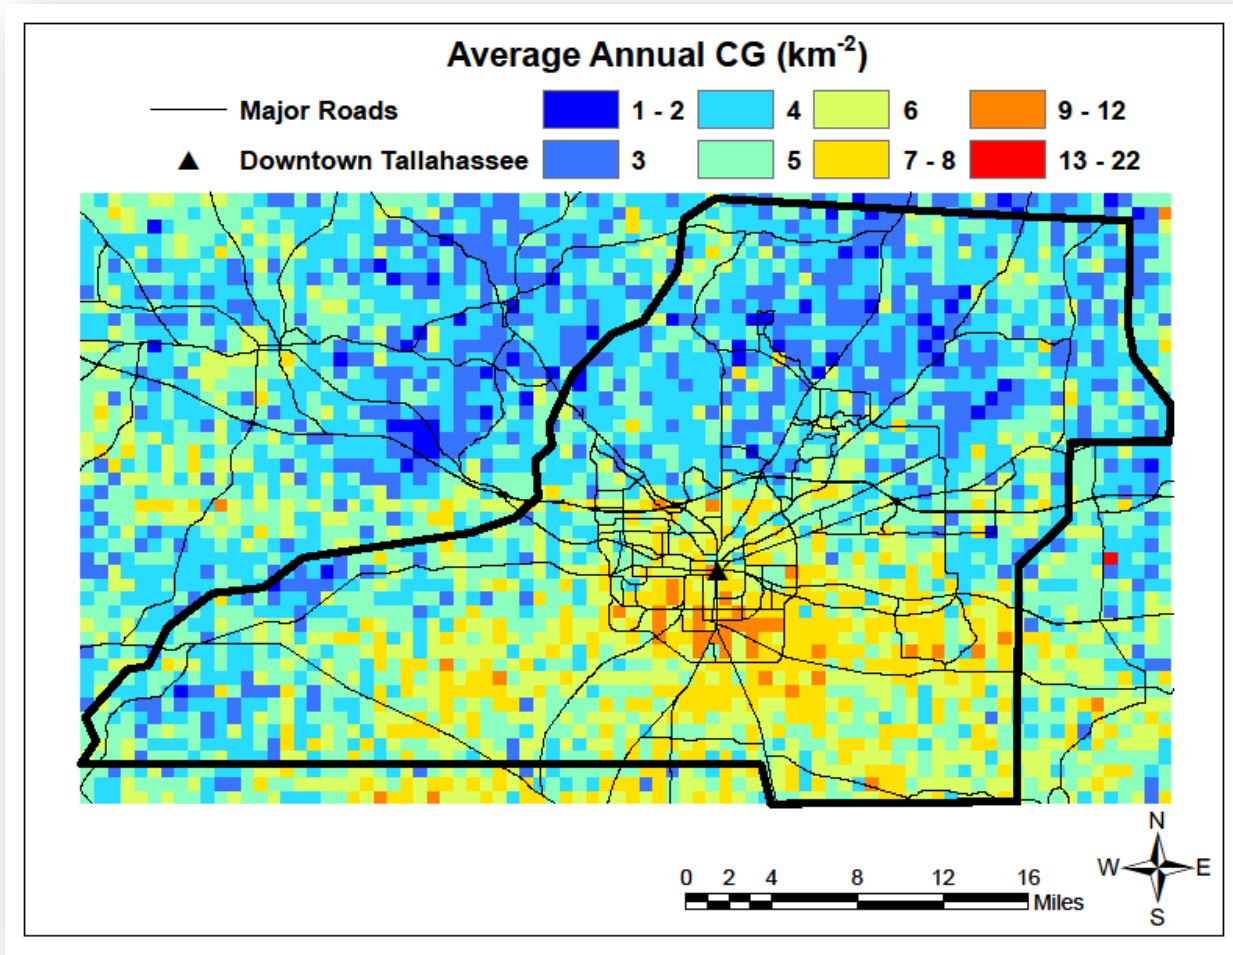 Average Annual CG (km-2)
Major Roads
1 - 2
4
6
9 - 12
Downtown Tallahassee
3
5
7 - 8
13 - 22
N
W
E
S
0 2 4 8 12 16
Miles